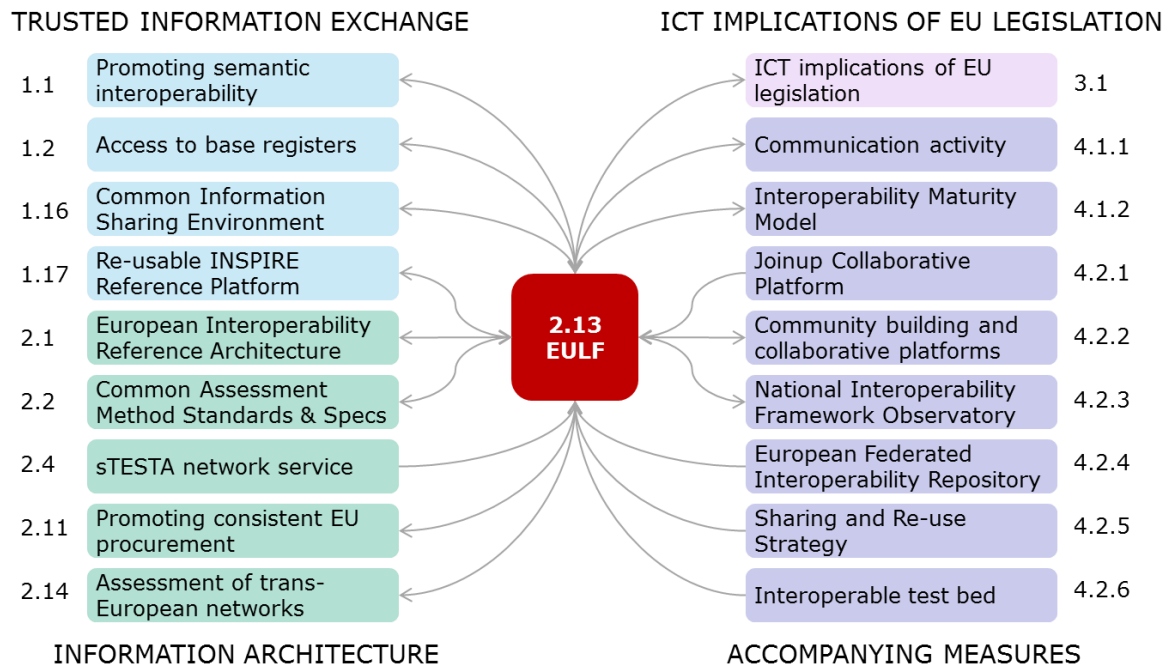 TRUSTED INFORMATION EXCHANGE
1.1
Promoting semantic
interoperability
1.2
Access to base registers
1.16
Common Information
Sharing Environment
1.17
Re-usable INSPIRE
Reference Platform
2.1
European Interoperability
Reference Architecture
2.2
Common Assessment
Method Standards & Specs
2.4
sTESTA network service
2.11
Promoting consistent EU
procurement
2.14
Assessment of trans-
European networks
INFORMATION ARCHITECTURE
2.13
EULF
ICT IMPLICATIONS OF EU LEGISLATION
ICT implications of EU
legislation
3.1
Communication activity
4.1.1
Interoperability Maturity
Model
4.1.2
Joinup Collaborative
Platform
4.2.1
Community building and
collaborative platforms
4.2.2
National Interoperability
Framework Observatory
4.2.3
European Federated
Interoperability Repository
4.2.4
Sharing and Re-use
Strategy
4.2.5
Interoperable test bed
4.2.6
ACCOMPANYING MEASURES